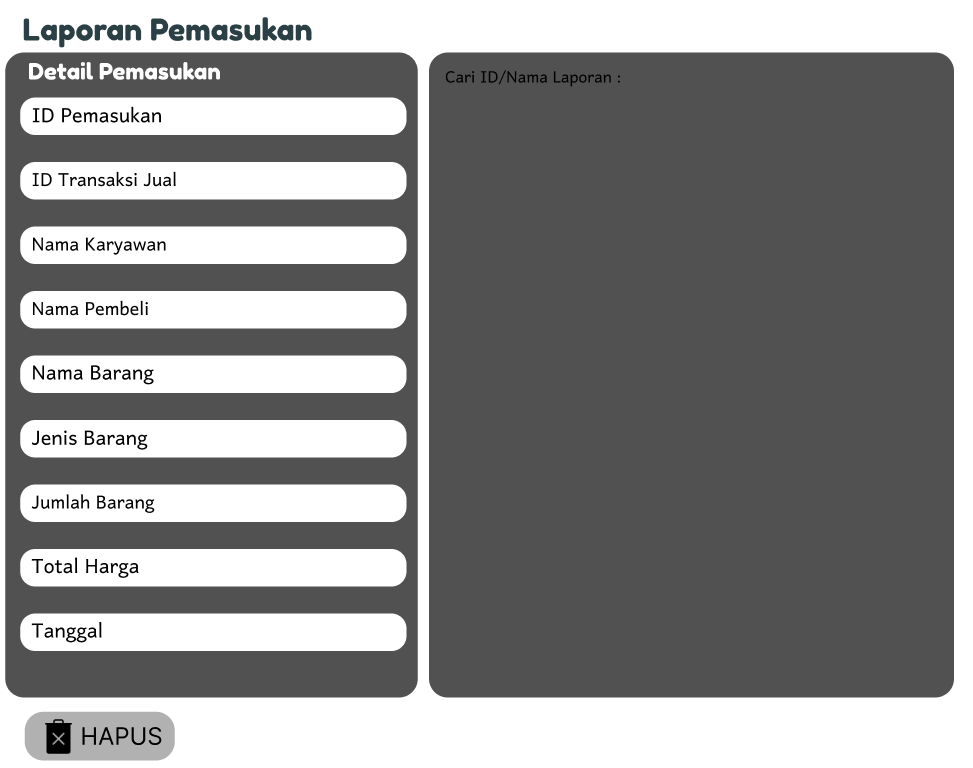 Laporan Pemasukan
Detail Pemasukan
ID Pemasukan
ID Transaksi Jual
Nama Karyawan
Nama Pembeli
Nama Barang
Jenis Barang
Jumlah Barang
Total Harga
Tanggal
HAPUS
Cari ID/Nama Laporan :